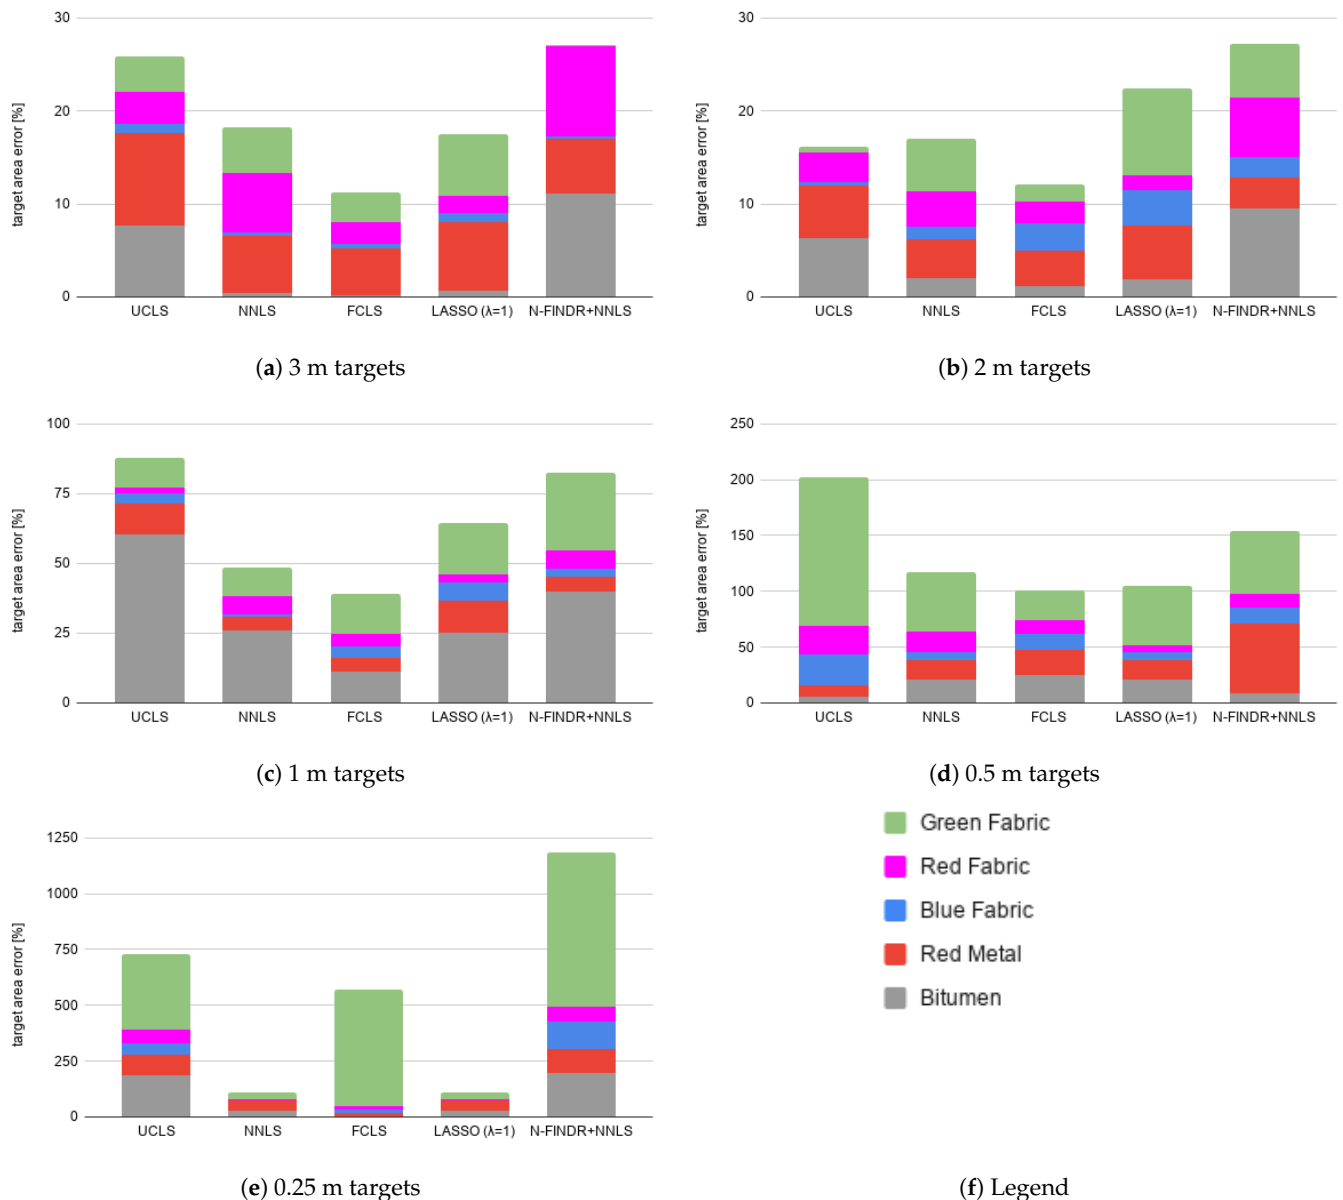 target area error [%]
30
20
10
0
UCLS NNLS FCLS LASSO (λ=1) N-FINDR+NNLS
(a) 3 m targets
target area error [%]
30
20
10
0
UCLS NNLS FCLS LASSO (λ=1) N-FINDR+NNLS
(b) 2 m targets
target area error [%]
100
75
50
25
0
UCLS NNLS FCLS LASSO (λ=1) N-FINDR+NNLS
(c) 1 m targets
target area error [%]
250
200
150
100
50
0
UCLS NNLS FCLS LASSO (λ=1) N-FINDR+NNLS
(d) 0.5 m targets
target area error [%]
1250
1000
750
500
250
0
UCLS NNLS FCLS LASSO (λ=1) N-FINDR+NNLS
(e) 0.25 m targets
Green Fabric
Red Fabric
Blue Fabric
Red Metal
Bitumen
(f) Legend